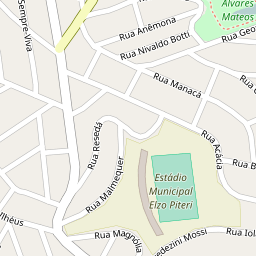 Sempre-Viva
Rua Anêmona
Álvares
Mateos
Rua Nivaldo Botti
Rua Geo
Rua Manacá
Rua Resedá
Rua Acácia
Rua B
Estádio
Municipal
Elzo Piteri
Rua Malmequer
lhéus
Rua Magnólia
edezini Mossi
Rua Iol